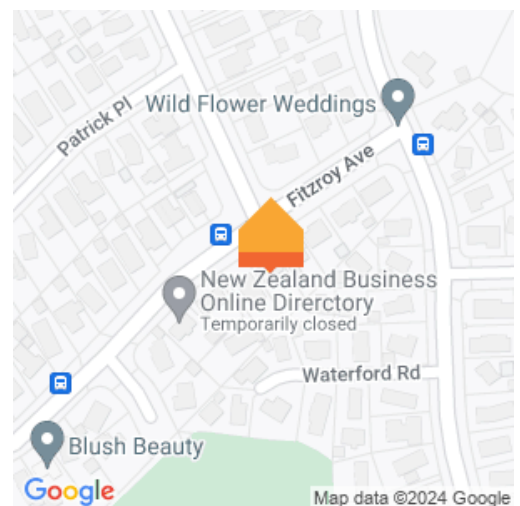 Wild Flower Weddings
Patrick Pl
Fitzroy Ave
New Zealand Business
Online Direrctory
Temporarily closed
Waterford Rd
Blush Beauty
Google
Map data ©2024 Google